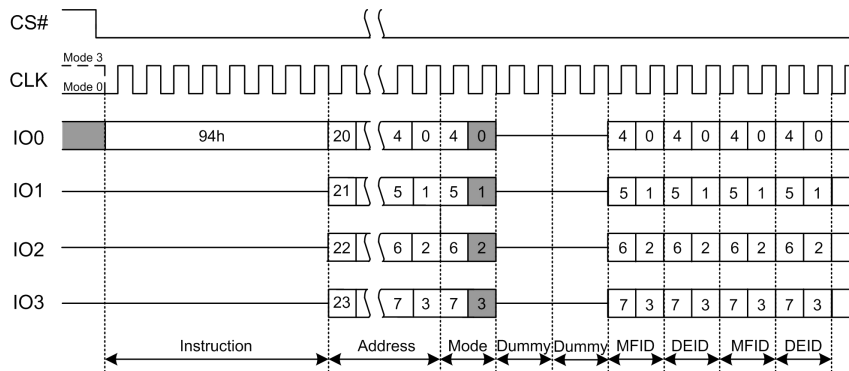 CS#
Mode 3
CLK
Mode 0
IO0 94h 20 4 0 4 0 4 0 4 0 4 0 4 0
IO1 21 5 1 5 1 5 1 5 1 5 1 5 1
IO2 22 6 2 6 2 6 2 6 2 6 2 6 2
IO3 23 7 3 7 3 7 3 7 3 7 3 7 3
Instruction Address Mode Dummy Dummy MFID DEID MFID DEID